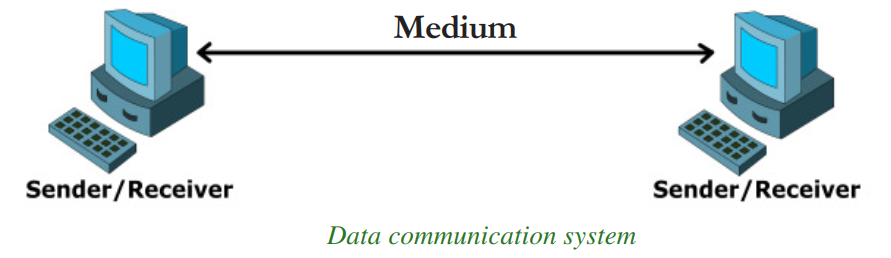 Medium
Sender/Receiver
Sender/Receiver
Data communication system